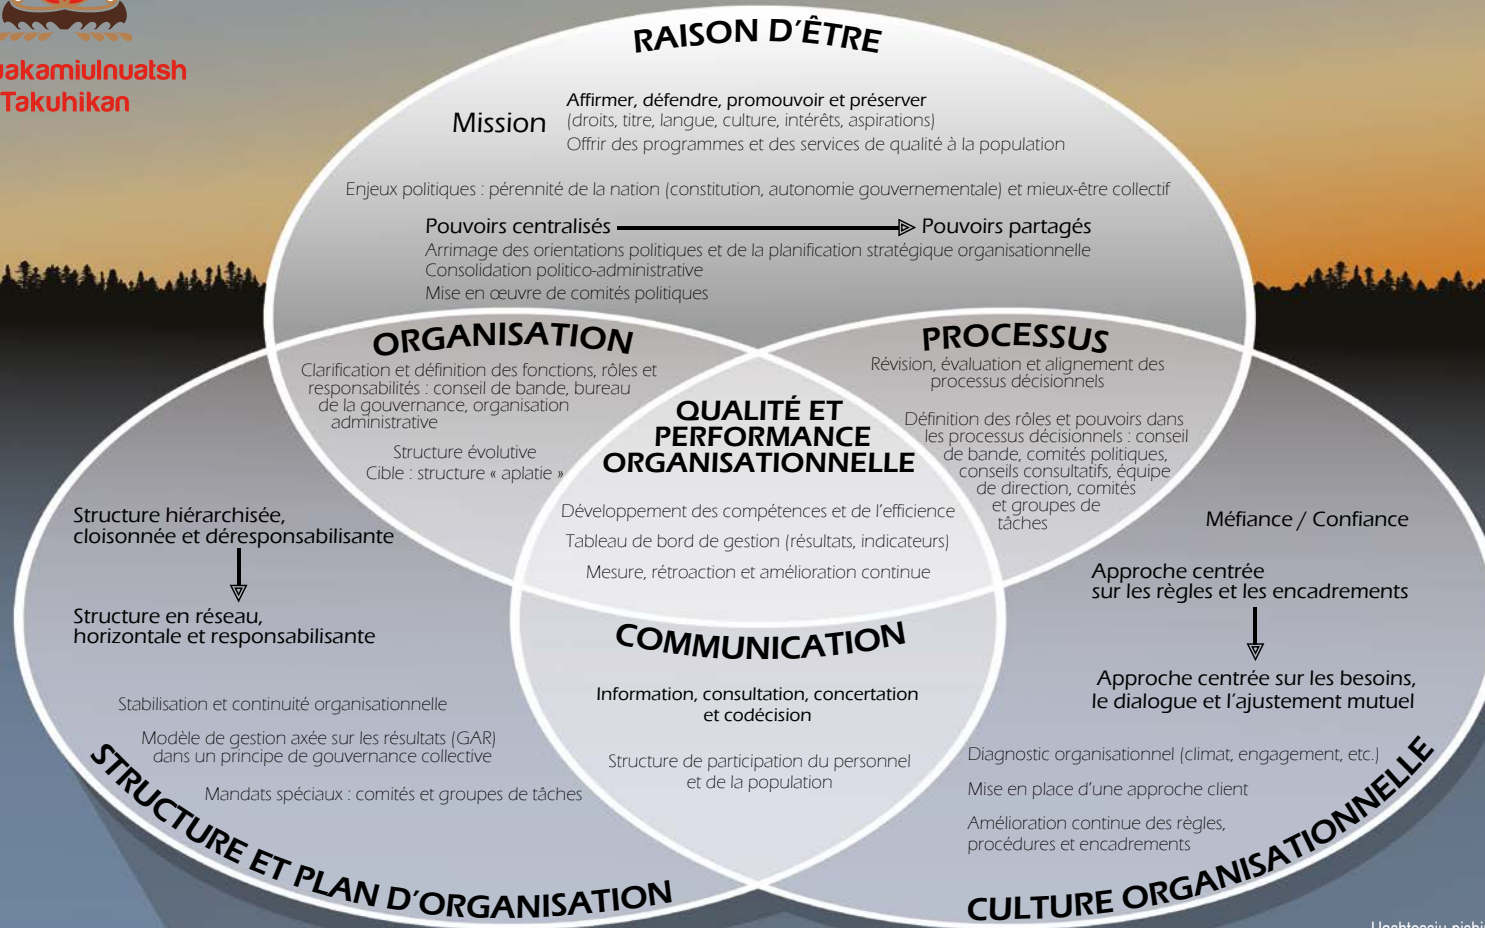 Takuhikan
RAISON D'ÊTRE
Mission
Affirmer, défendre, promouvoir et préserver
(droits, titre, langue, culture, intérêts, aspirations)
Offrir des programmes et des services de qualité à la population
Enjeux politiques : pérennité de la nation (constitution, autonomie gouvernementale) et mieux-être collectif
Pouvoirs centralisés
Pouvoirs partagés
Arrimage des orientations politiques et de la planification stratégique organisationnelle
Consolidation politico-administrative
Mise en œuvre de comités politiques
ORGANISATION
Clarification et définition des fonctions, rôles et
responsabilités : conseil de bande, bureau
de la gouvernance, organisation
administrative
Structure évolutive
Cible : structure « aplatie »
PROCESSUS
Révision, évaluation et alignement des
processus décisionnels
Définition des rôles et pouvoirs dans
les processus décisionnels : conseil
de bande, comités politiques,
conseils consultatifs, équipe
de direction, comités
et groupes de
tâches
QUALITÉ ET
PERFORMANCE
ORGANISATIONNELLE
Développement des compétences et de l'efficience
Tableau de bord de gestion (résultats, indicateurs)
Mesure, rétroaction et amélioration continue
Structure hiérarchisée,
cloisonnée et déresponsabilisante
Structure en réseau,
horizontale et responsabilisante
Stabilisation et continuité organisationnelle
Modèle de gestion axée sur les résultats (GAR)
dans un principe de gouvernance collective
Mandats spéciaux : comités et groupes de tâches
STRUCTURE ET PLAN D'ORGANISATION
COMMUNICATION
Information, consultation, concertation
et codécision
Structure de participation du personnel
et de la population
Méfiance / Confiance
Approche centrée
sur les règles et les encadrements
Approche centrée sur les besoins,
le dialogue et l'ajustement mutuel
Diagnostic organisationnel (climat, engagement, etc.)
Mise en place d'une approche client
Amélioration continue des règles,
procédures et encadrements
CULTURE ORGANISATIONNELLE